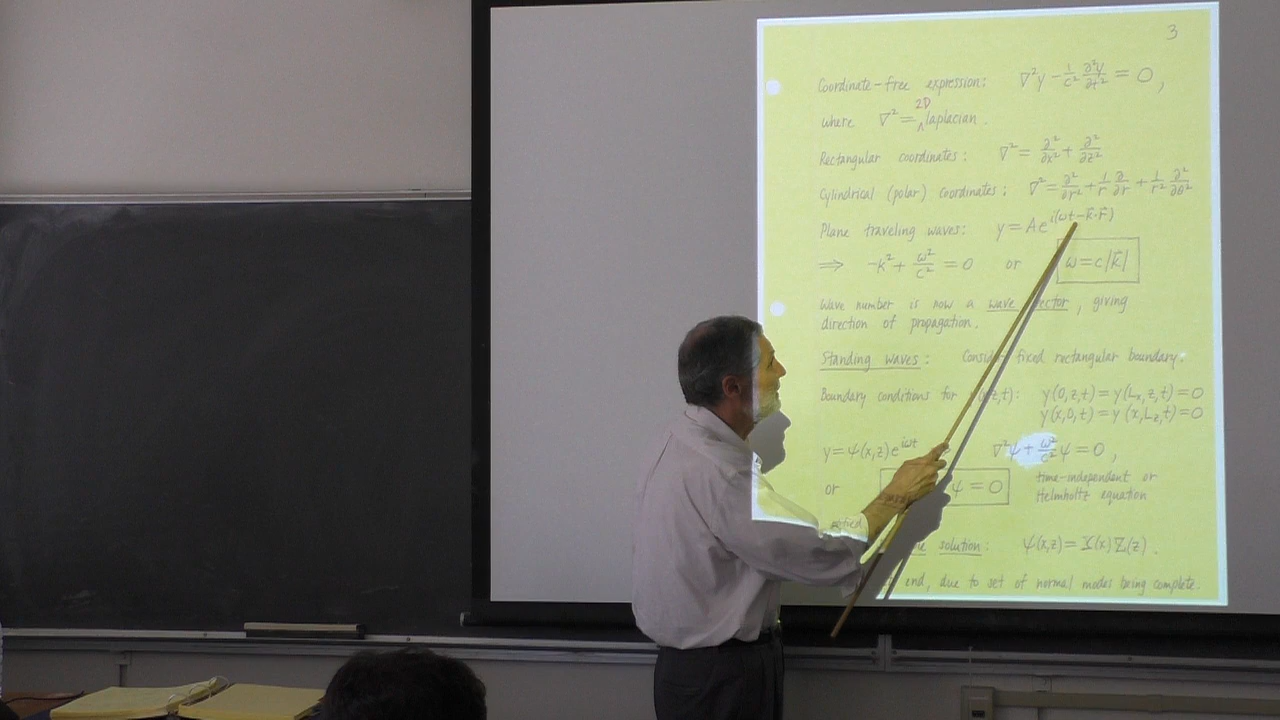 3
Coordinate-free expression: ∇²y − 1/c² ∂²y/∂t² = 0,
2D
where ∇² = ^ laplacian.
Rectangular coordinates: ∇² = ∂²/∂x² + ∂²/∂z²
Cylindrical (polar) coordinates: ∇² = ∂²/∂r² + 1/r ∂/∂r + 1/r² ∂²/∂θ²
Plane traveling waves: y = Ae^i(ωt−k⃗·r⃗)
⇒ −k² + ω²/c² = 0 or ω = c|k⃗|
Wave number is now a wave vector, giving
direction of propagation.
Standing waves: fixed rectangular boundary.
Boundary conditions for z,t): y(0,z,t) = y(Lx,z,t) = 0
y(x,0,t) = y(x,Lz,t) = 0
y = ψ(x,z)e^iωt ∇²ψ + ω²/c² ψ = 0,
or ψ = 0 time-independent or
Helmholtz equation
solution: ψ(x,z) = X(x) Z(z).
end, due to set of normal modes being complete.